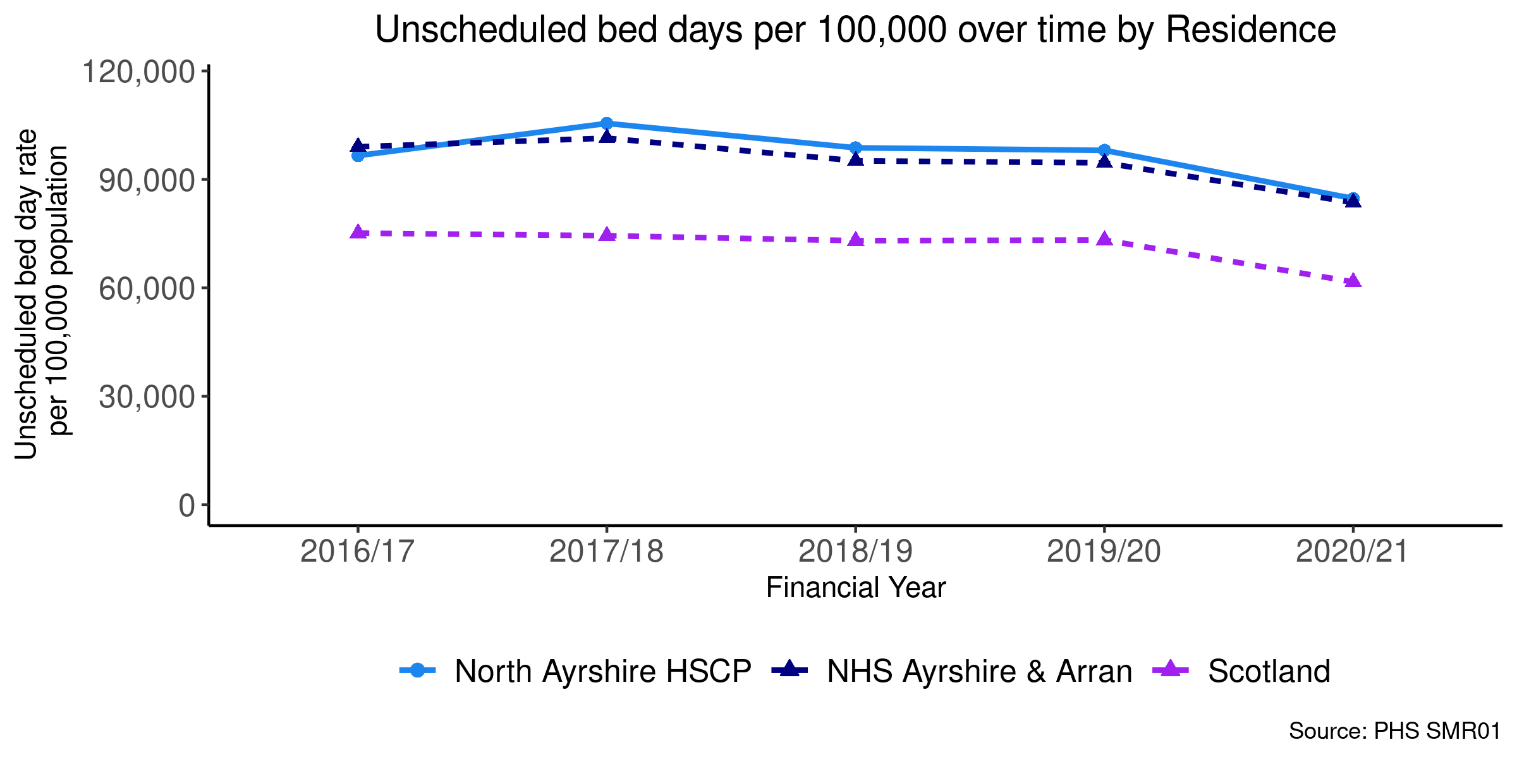 Unscheduled bed days per 100,000 over time by Residence
Unscheduled bed day rate
per 100,000 population
120,000
90,000
60,000
30,000
0
2016/17 2017/18 2018/19 2019/20 2020/21
Financial Year
North Ayrshire HSCP NHS Ayrshire & Arran Scotland
Source: PHS SMR01